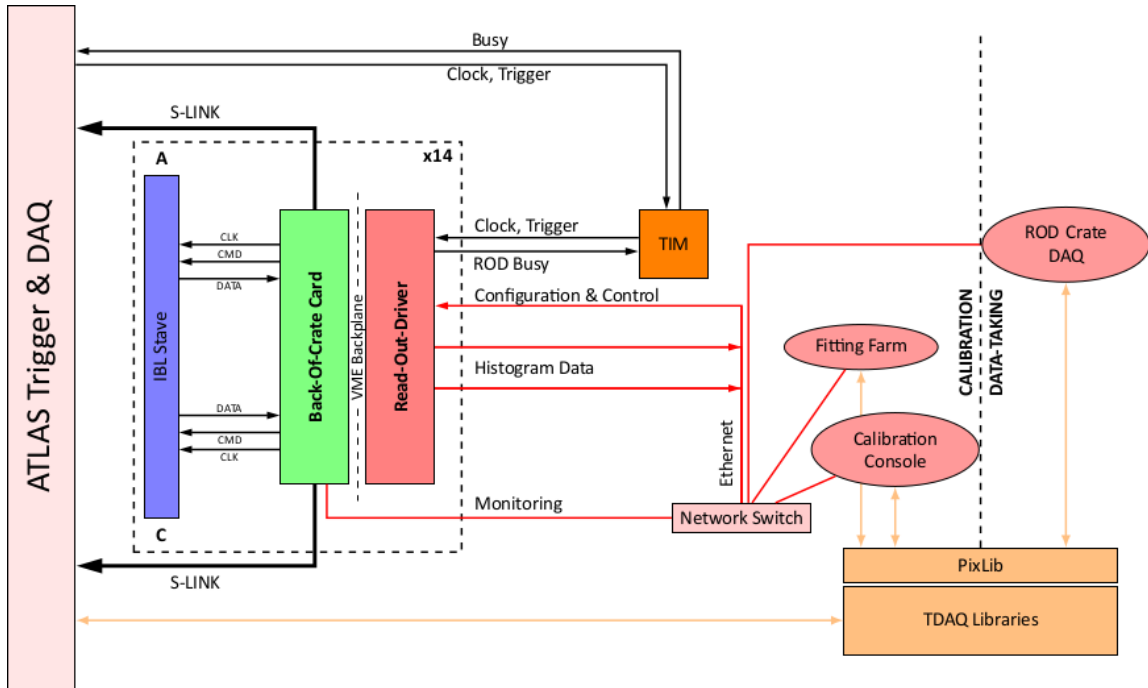 ATLAS Trigger & DAQ
Busy
Clock, Trigger
S-LINK
A
x14
IBL Stave
CLK
CMD
DATA
DATA
CMD
CLK
C
Back-Of-Crate Card
VME Backplane
Read-Out-Driver
Clock, Trigger
ROD Busy
TIM
Configuration & Control
Histogram Data
Monitoring
Ethernet
Network Switch
ROD Crate
DAQ
Fitting Farm
CALIBRATION
DATA-TAKING
Calibration
Console
S-LINK
PixLib
TDAQ Libraries